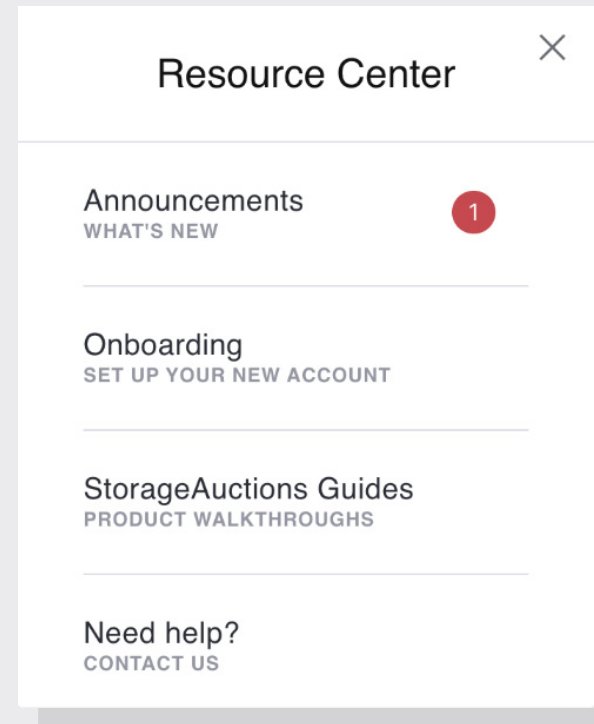 Resource Center
Announcements
1
WHAT'S NEW
Onboarding
SET UP YOUR NEW ACCOUNT
StorageAuctions Guides
PRODUCT WALKTHROUGHS
Need help?
CONTACT US